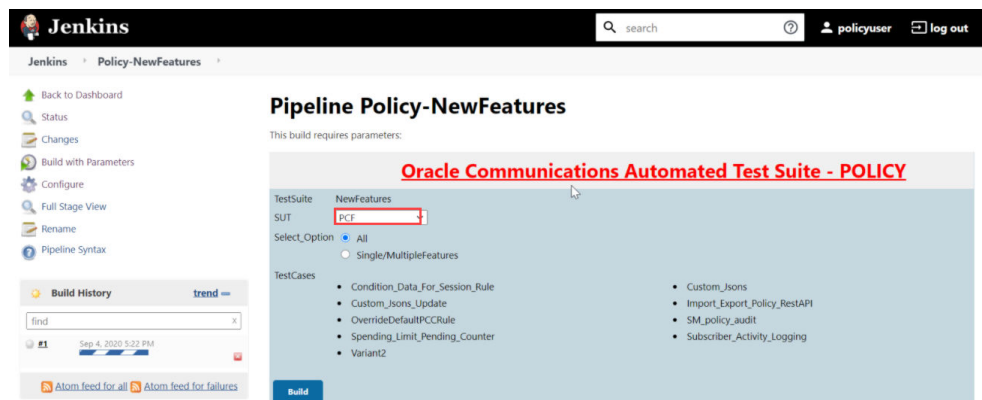 Jenkins
search
policyuser
log out
Jenkins
Policy-NewFeatures
Back to Dashboard
Status
Changes
Build with Parameters
Configure
Full Stage View
Rename
Pipeline Syntax
Build History
trend
find
x
#1
Sep 4, 2020 5:22 PM
Atom feed for all
Atom feed for failures
Pipeline Policy-NewFeatures
This build requires parameters:
Oracle Communications Automated Test Suite - POLICY
TestSuite NewFeatures
SUT PCF
Select_Option All
Single/MultipleFeatures
TestCases
Condition_Data_For_Session_Rule
Custom_Jsons_Update
OverrideDefaultPCCRule
Spending_Limit_Pending_Counter
Variant2
Custom_Jsons
Import_Export_Policy_RestAPI
SM_policy_audit
Subscriber_Activity_Logging
Build